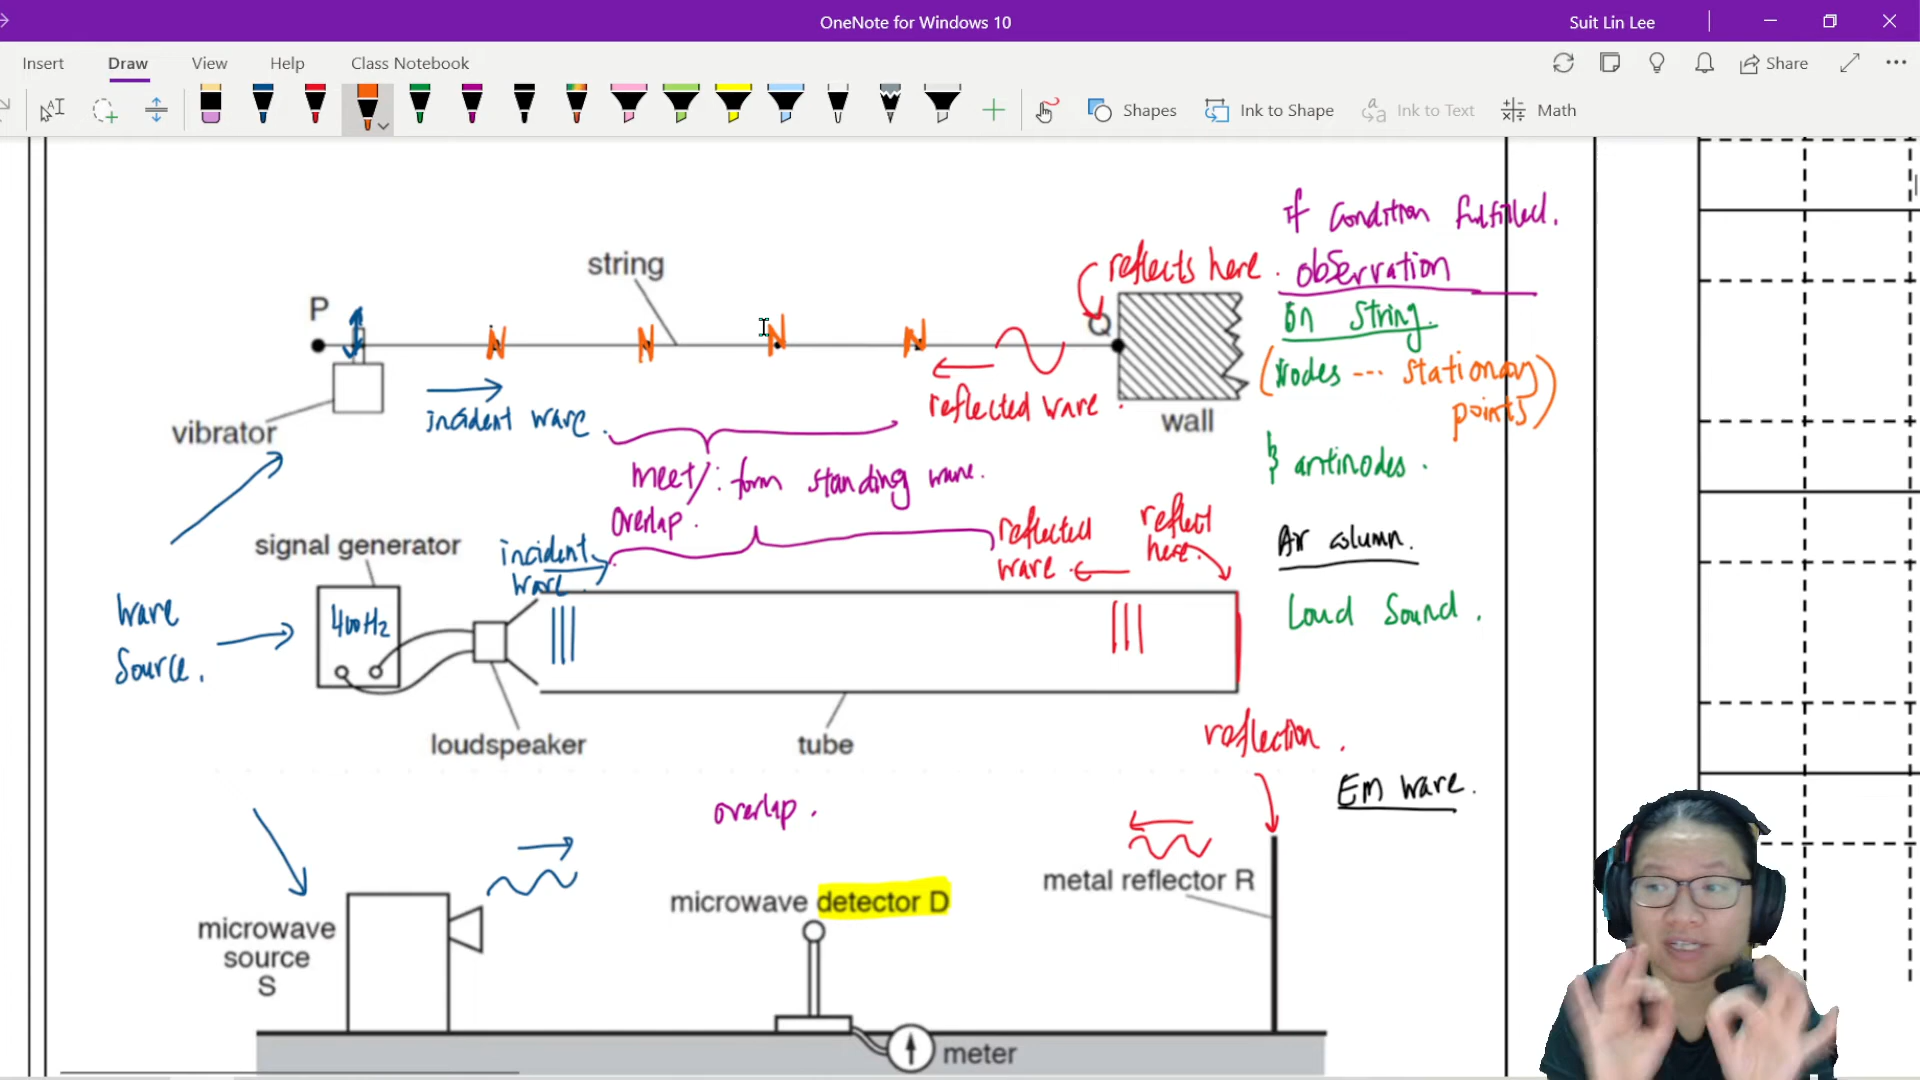 OneNote for Windows 10
Suit Lin Lee
Insert Draw View Help Class Notebook
Share
Shapes Ink to Shape Ink to Text Math
If condition fulfilled.
string
reflects here.
observation
P
Q
on string.
N N N N
(Nodes --- stationary points)
incident wave.
reflected wave.
wall
vibrator
& antinodes.
meet/: form standing wave.
overlap.
signal generator
incident wave.
reflected wave.
reflect here.
Air column.
Wave Source.
400Hz
Loud Sound.
loudspeaker
tube
reflection.
Em wave.
overlap.
metal reflector R
microwave detector D
microwave
source
S
meter